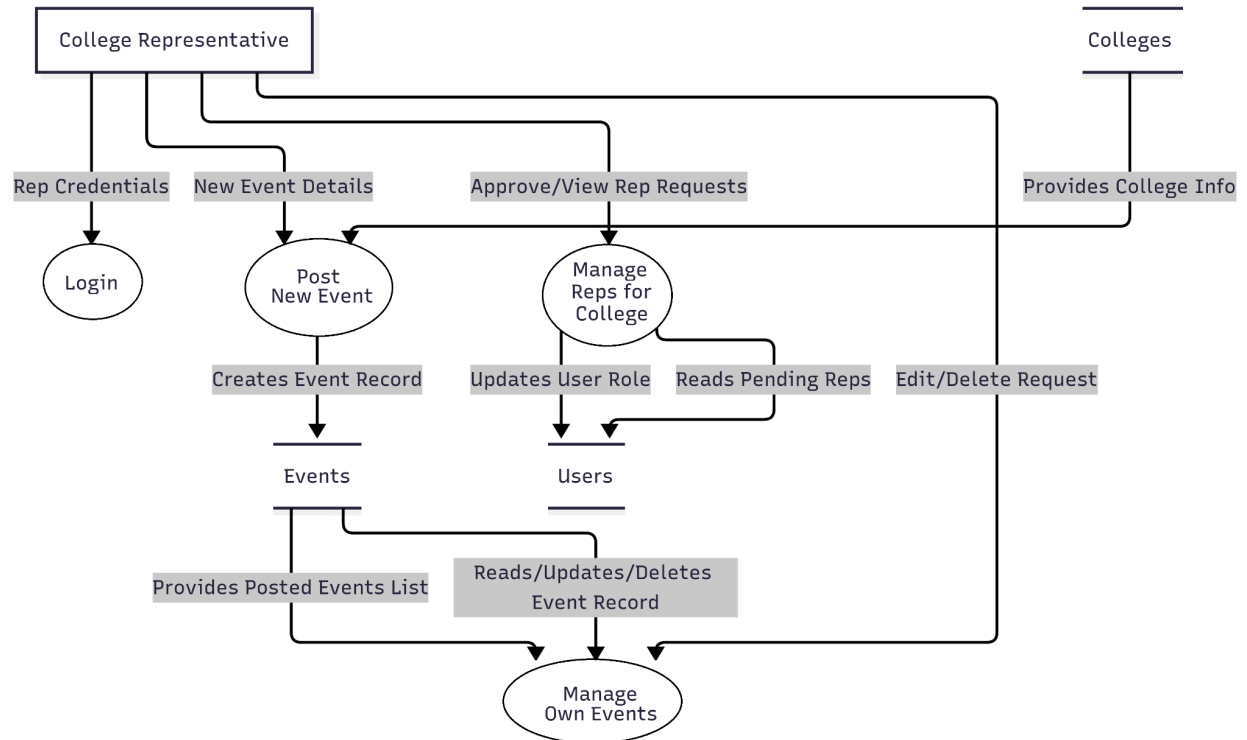 College Representative
Colleges
Rep Credentials
New Event Details
Approve/View Rep Requests
Provides College Info
Login
Post
New Event
Manage
Reps for
College
Creates Event Record
Updates User Role
Reads Pending Reps
Edit/Delete Request
Events
Users
Provides Posted Events List
Reads/Updates/Deletes
Event Record
Manage
Own Events